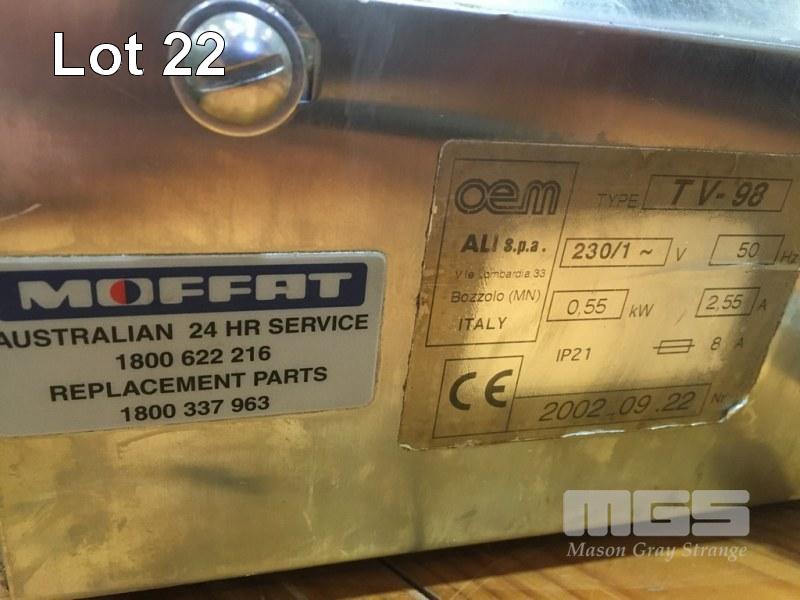 Lot 22
MOFFAT
AUSTRALIAN 24 HR SERVICE
1800 622 216
REPLACEMENT PARTS
1800 337 963
oem
TYPE TV-98
ALI s.p.a.
230/1 ~ V 50 Hz
V le Lombardia 33
Bozzolo (MN)
0,55 kW 2,55 A
ITALY
IP21 8 A
CE
2002_09.22 Nr
MGS
Mason Gray Strange